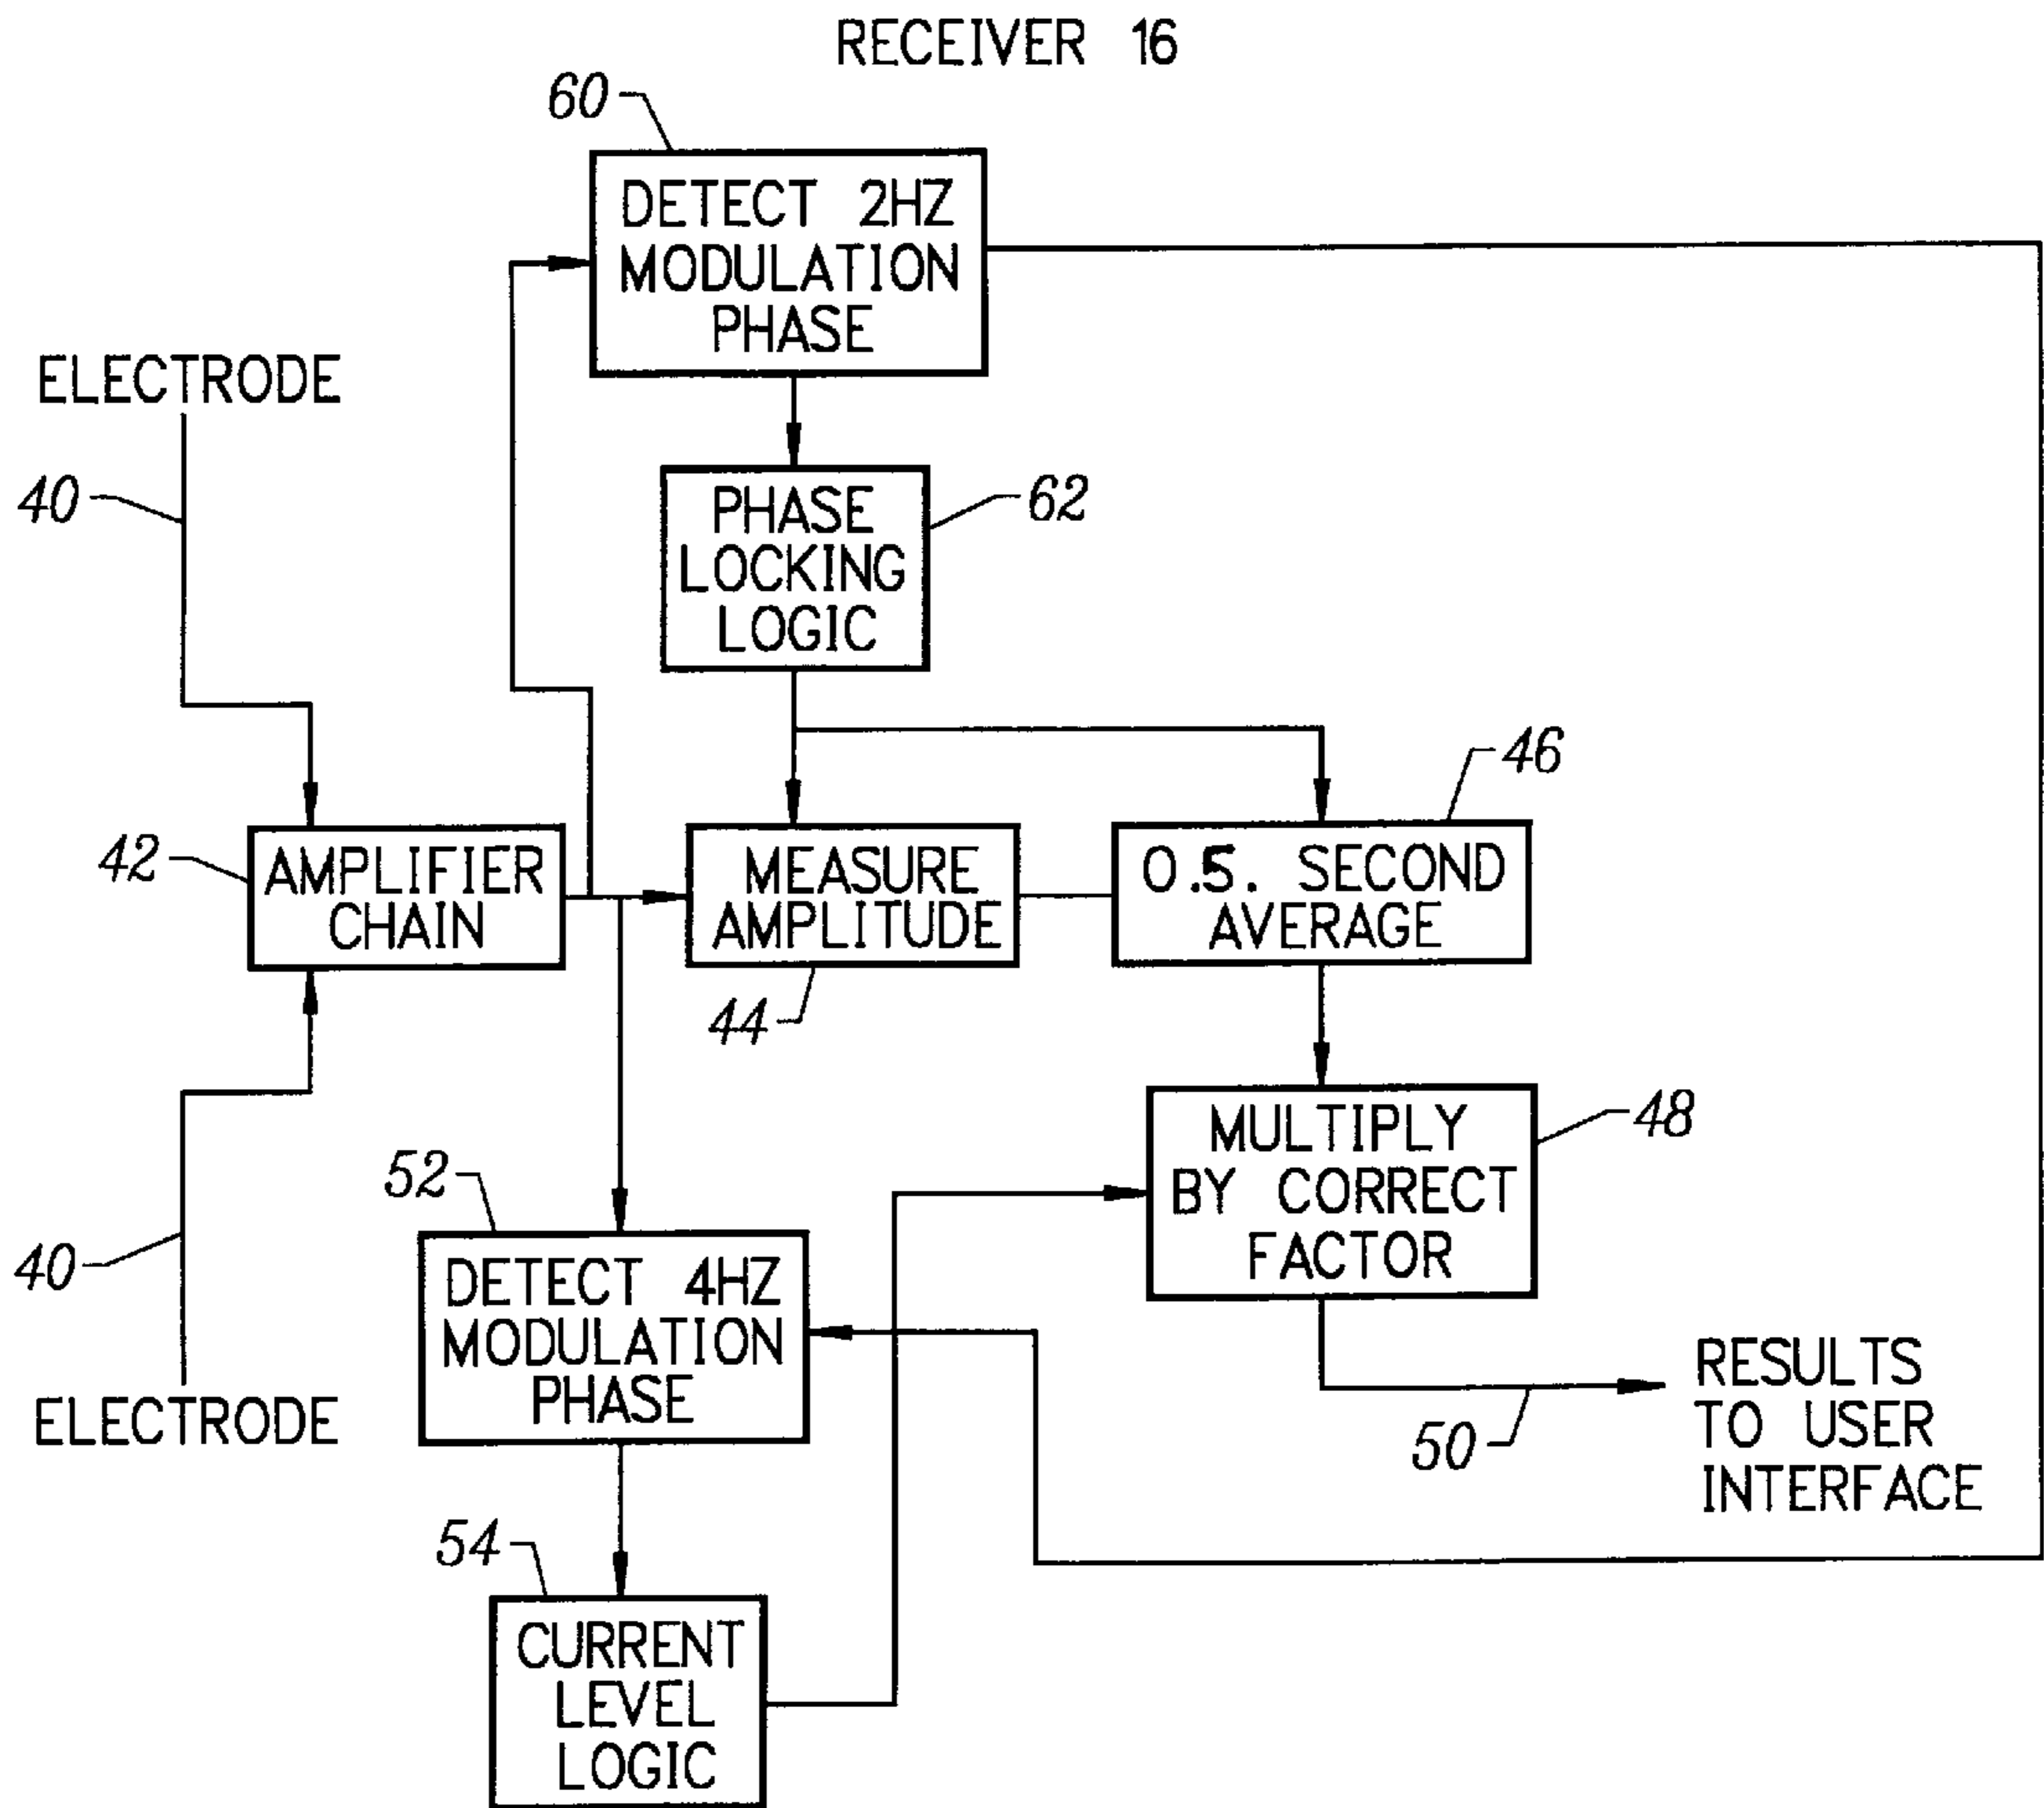 RECEIVER 16
60
DETECT 2HZ
MODULATION
PHASE
ELECTRODE
40
PHASE
LOCKING
LOGIC
62
46
42
AMPLIFIER
CHAIN
MEASURE
AMPLITUDE
O.5. SECOND
AVERAGE
44
MULTIPLY
BY CORRECT
FACTOR
48
52
40
DETECT 4HZ
MODULATION
PHASE
ELECTRODE
RESULTS
TO USER
INTERFACE
50
54
CURRENT
LEVEL
LOGIC